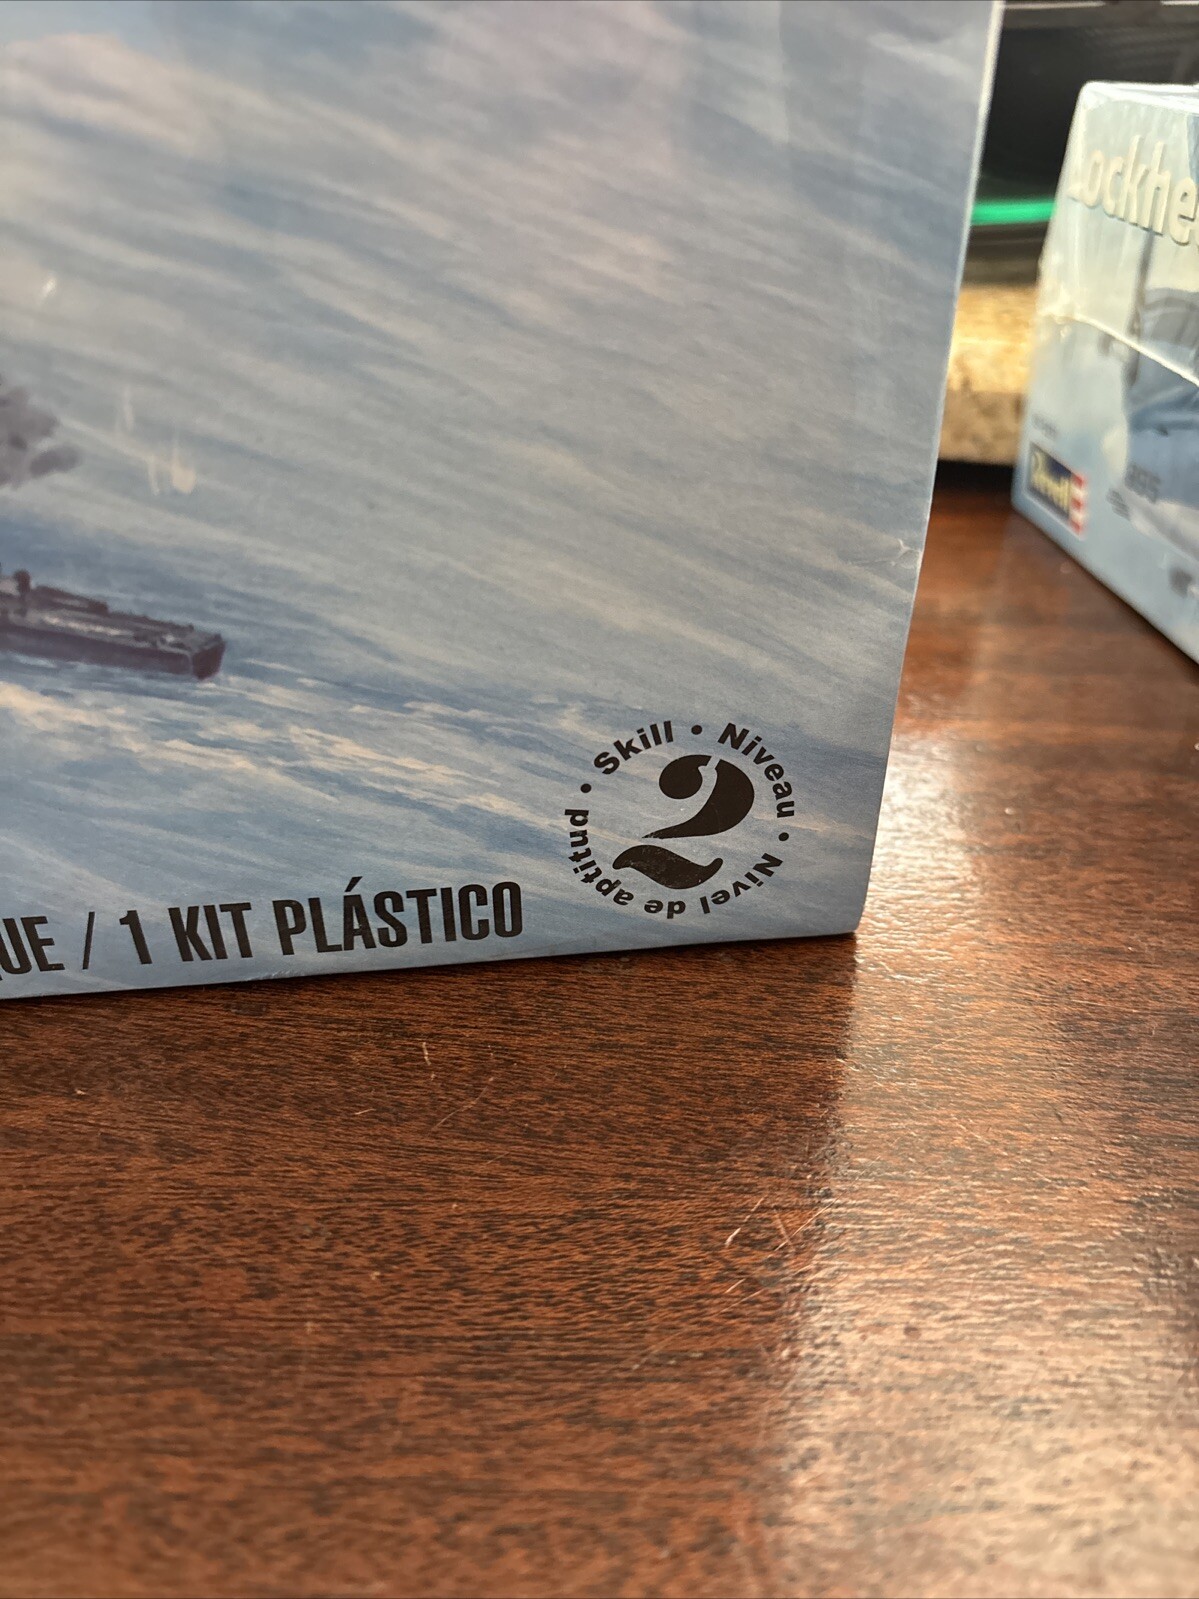 Lockhe
Revell
• Skill • Niveau • Nivel de aptitud
2
UE / 1 KIT PLÁSTICO